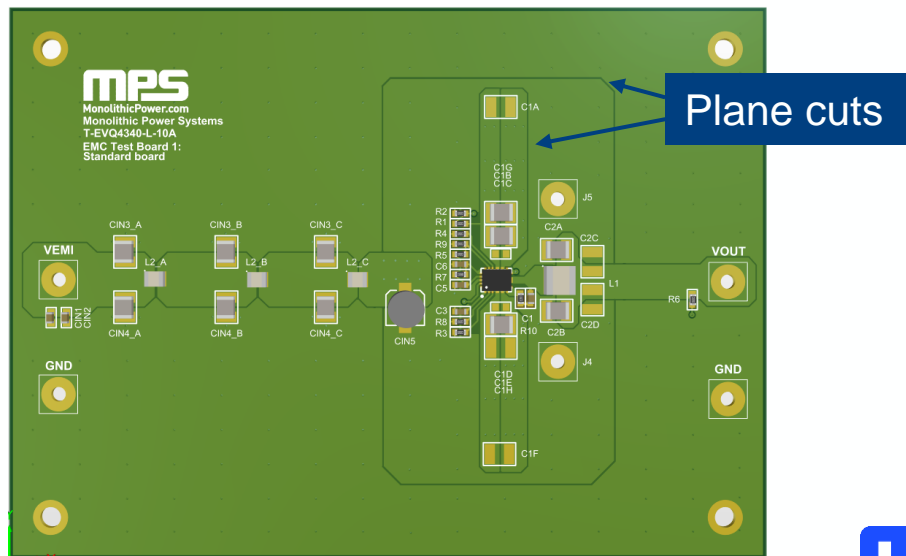 mps
MonolithicPower.com
Monolithic Power Systems
T-EVQ4340-L-10A
EMC Test Board 1:
Standard board
Plane cuts
C1A
C1G
C1B
C1C
J5
R2
R1
R4
R9
R5
C6
R7
C5
C2A
C2C
CIN3_A
CIN3_B
CIN3_C
VEMI
L2_A
L2_B
L2_C
VOUT
L1
R6
CIN1
CIN2
CIN4_A
CIN4_B
CIN4_C
CIN5
C3
R8
R3
C1
R10
C2B
C2D
GND
C1D
C1E
C1H
J4
GND
C1F